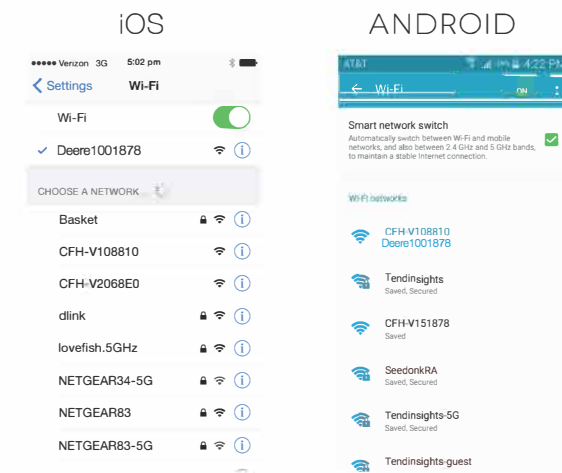 iOS
Verizon 3G 5:02 pm
Settings Wi-Fi
Wi-Fi
Deere1001878
CHOOSE A NETWORK
Basket
CFH-V108810
CFH-V2068E0
dlink
lovefish.5GHz
NETGEAR34-5G
NETGEAR83
NETGEAR83-5G
ANDROID
AT&T 4:22 PM
Wi-Fi ON
Smart network switch
Automatically switch between Wi-Fi and mobile
networks, and also between 2.4 GHz and 5 GHz bands,
to maintain a stable Internet connection.
Wi-Fi networks
CFH-V108810
Deere1001878
Tendinsights
Saved, Secured
CFH-V151878
Saved
SeedonkRA
Saved, Secured
Tendinsights-5G
Saved, Secured
Tendinsights-guest